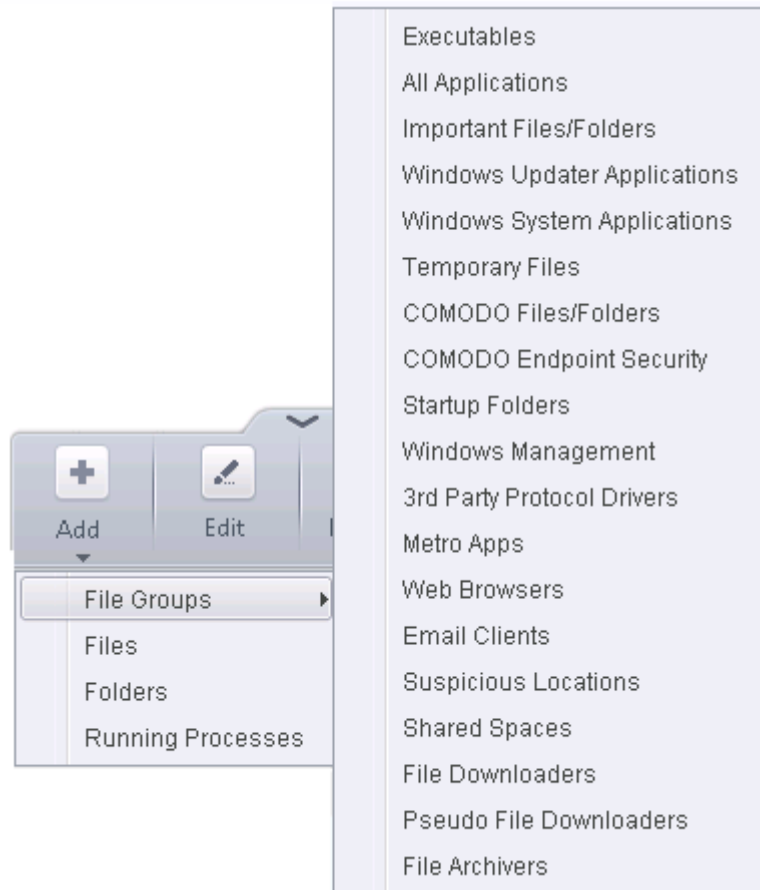 Executables
All Applications
Important Files/Folders
Windows Updater Applications
Windows System Applications
Temporary Files
COMODO Files/Folders
COMODO Endpoint Security
Startup Folders
Windows Management
3rd Party Protocol Drivers
Metro Apps
Web Browsers
Email Clients
Suspicious Locations
Shared Spaces
File Downloaders
Pseudo File Downloaders
File Archivers
Add
Edit
File Groups
Files
Folders
Running Processes